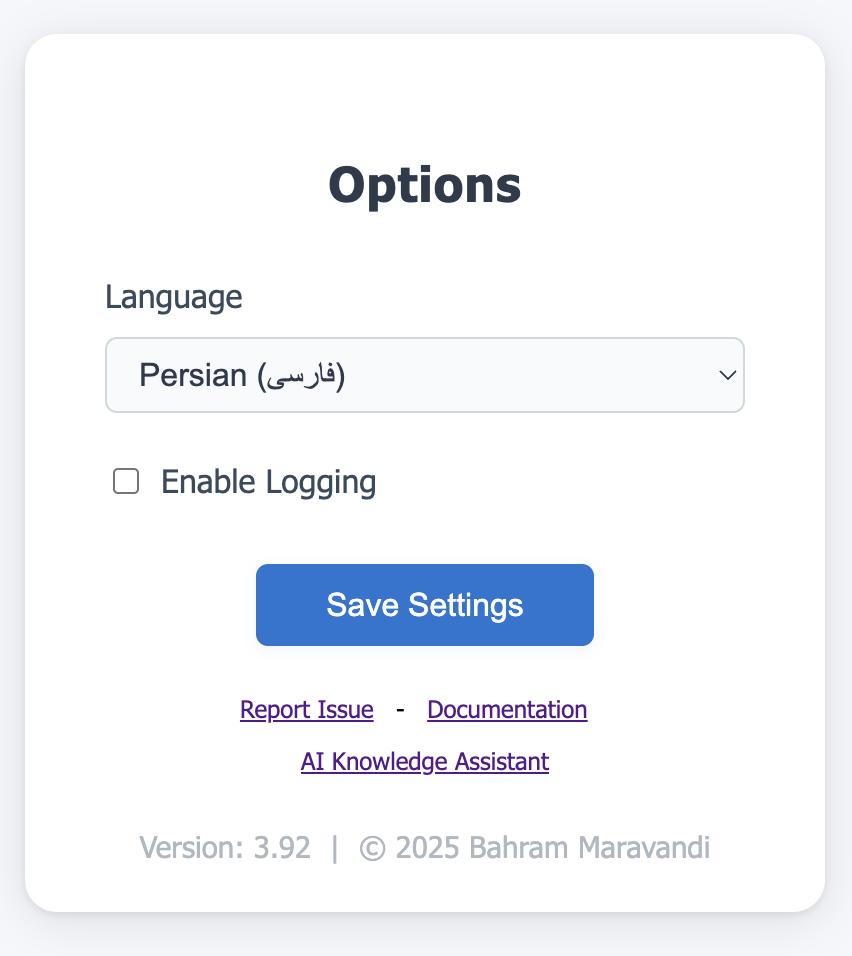 Options
Language
Persian (فارسی)
Enable Logging
Save Settings
Report Issue - Documentation
AI Knowledge Assistant
Version: 3.92 | © 2025 Bahram Maravandi